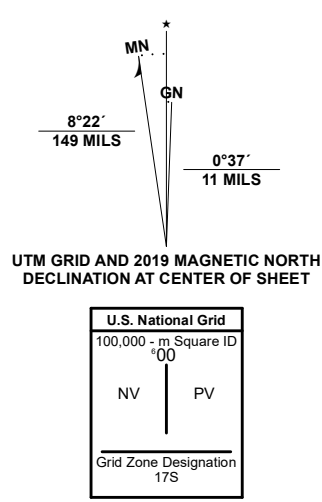 ★
MN
GN
8°22´
149 MILS
0°37´
11 MILS
UTM GRID AND 2019 MAGNETIC NORTH
DECLINATION AT CENTER OF SHEET
U.S. National Grid
100,000 - m Square ID
⁶00
NV PV
Grid Zone Designation
17S